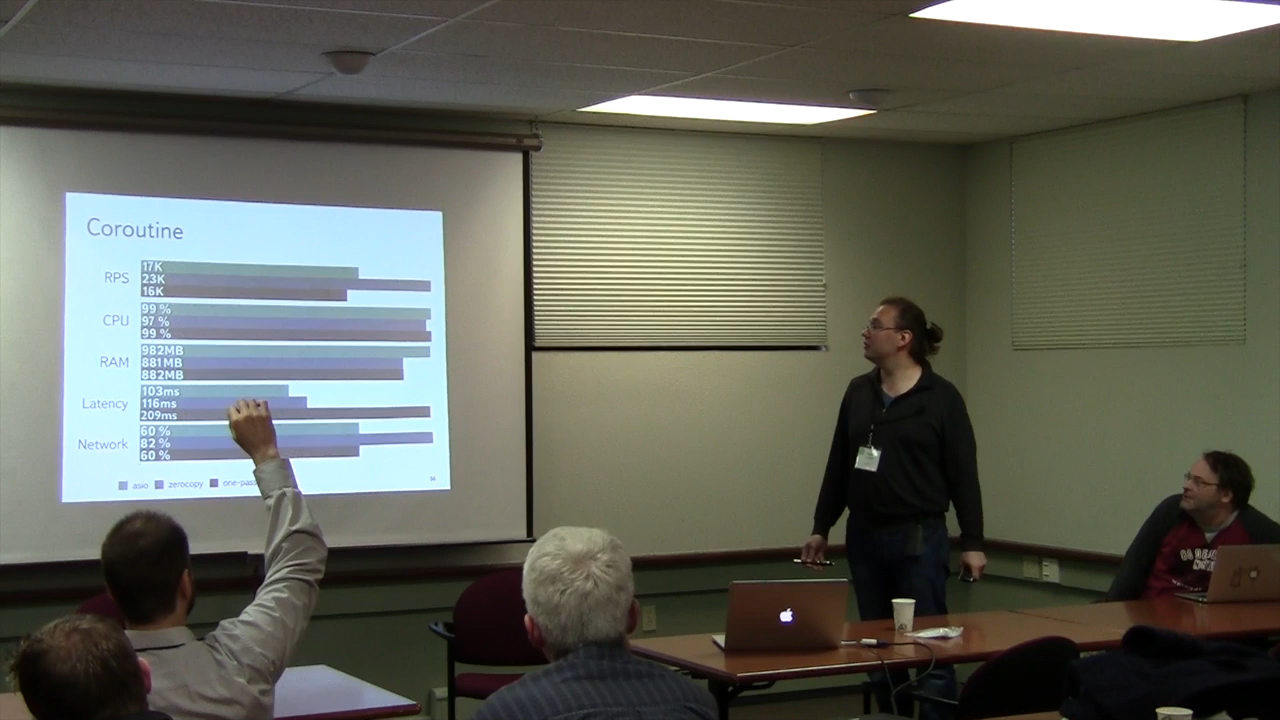 Coroutine
RPS
17K
23K
16K
CPU
99 %
97 %
99 %
RAM
982MB
881MB
882MB
Latency
103ms
116ms
209ms
Network
60 %
82 %
60 %
asio zerocopy one-pass